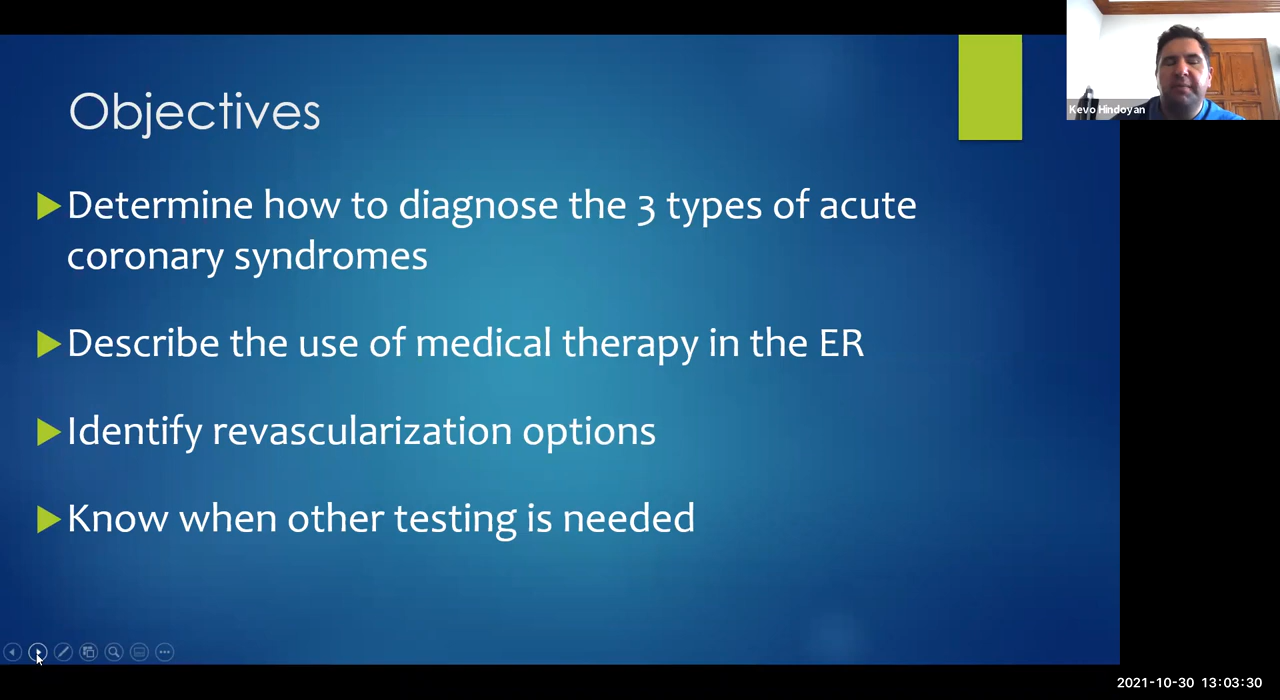 Objectives
Determine how to diagnose the 3 types of acute
coronary syndromes
Describe the use of medical therapy in the ER
Identify revascularization options
Know when other testing is needed
Kevo Hindoyan
2021-10-30 13:03:30